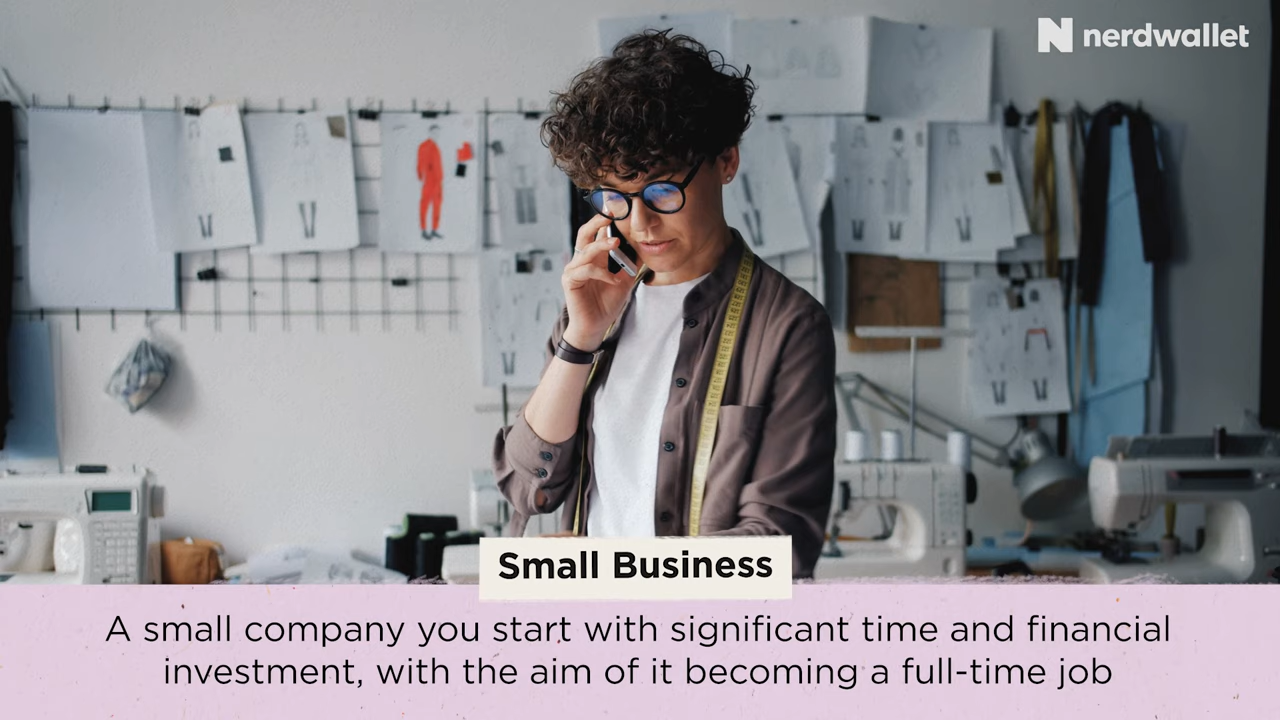 nerdwallet
Small Business
A small company you start with significant time and financial
investment, with the aim of it becoming a full-time job